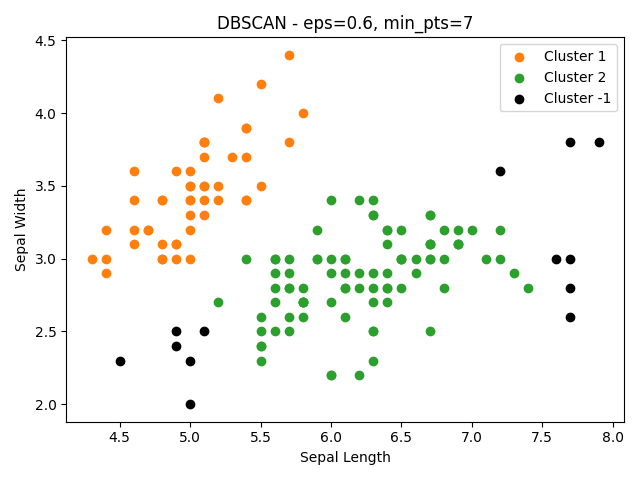 DBSCAN - eps=0.6, min_pts=7
Cluster 1
Cluster 2
Cluster -1
Sepal Width
4.5
4.0
3.5
3.0
2.5
2.0
4.5 5.0 5.5 6.0 6.5 7.0 7.5 8.0
Sepal Length